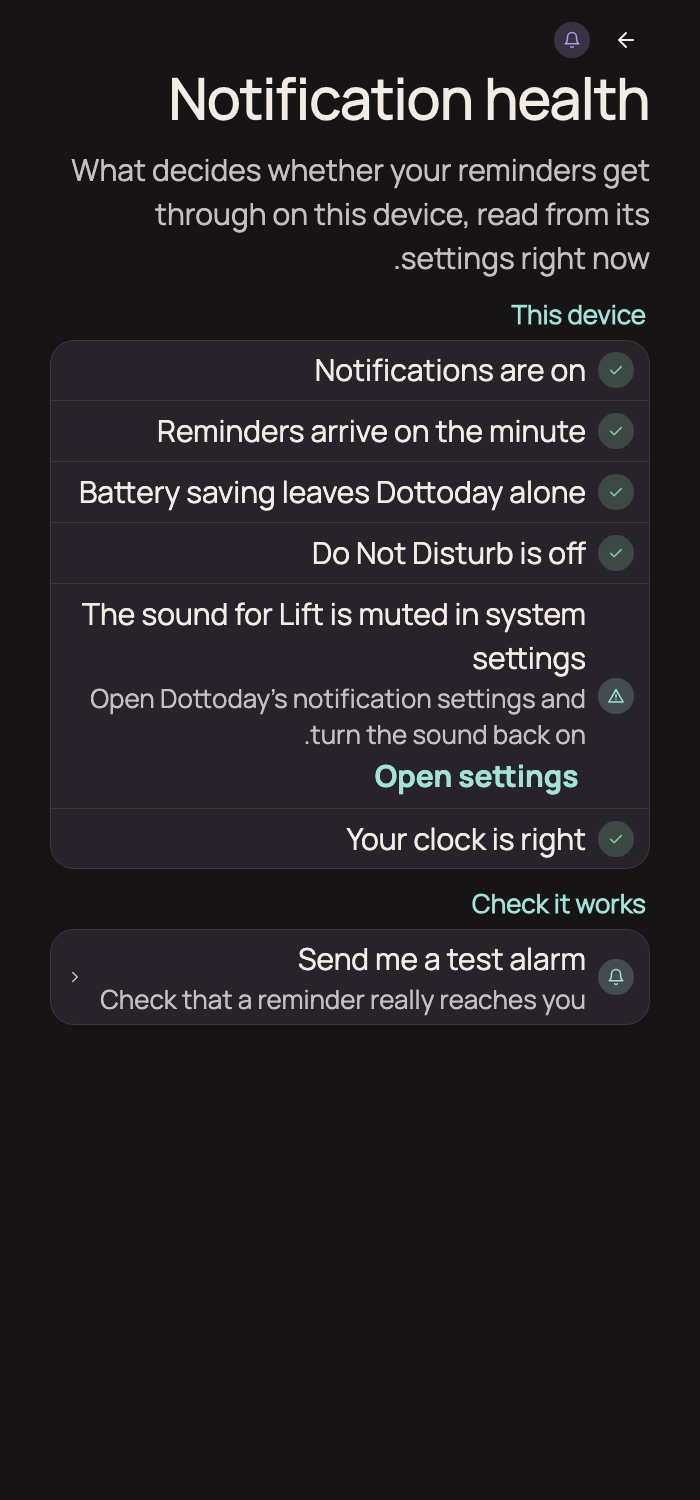 Notification health
What decides whether your reminders get
through on this device, read from its
.settings right now
This device
Notifications are on
Reminders arrive on the minute
Battery saving leaves Dottoday alone
Do Not Disturb is off
The sound for Lift is muted in system
settings
Open Dottoday's notification settings and
.turn the sound back on
Open settings
Your clock is right
Check it works
Send me a test alarm
Check that a reminder really reaches you